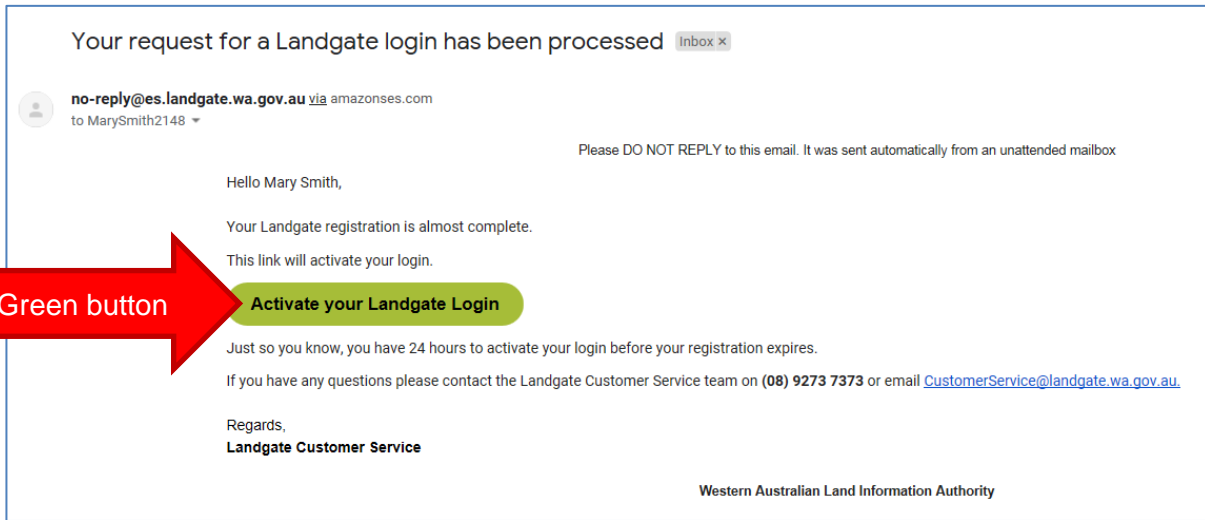 Your request for a Landgate login has been processed Inbox ×
no-reply@es.landgate.wa.gov.au via amazonses.com
to MarySmith2148
Please DO NOT REPLY to this email. It was sent automatically from an unattended mailbox
Hello Mary Smith,
Your Landgate registration is almost complete.
This link will activate your login.
Green button
Activate your Landgate Login
Just so you know, you have 24 hours to activate your login before your registration expires.
If you have any questions please contact the Landgate Customer Service team on (08) 9273 7373 or email CustomerService@landgate.wa.gov.au.
Regards,
Landgate Customer Service
Western Australian Land Information Authority